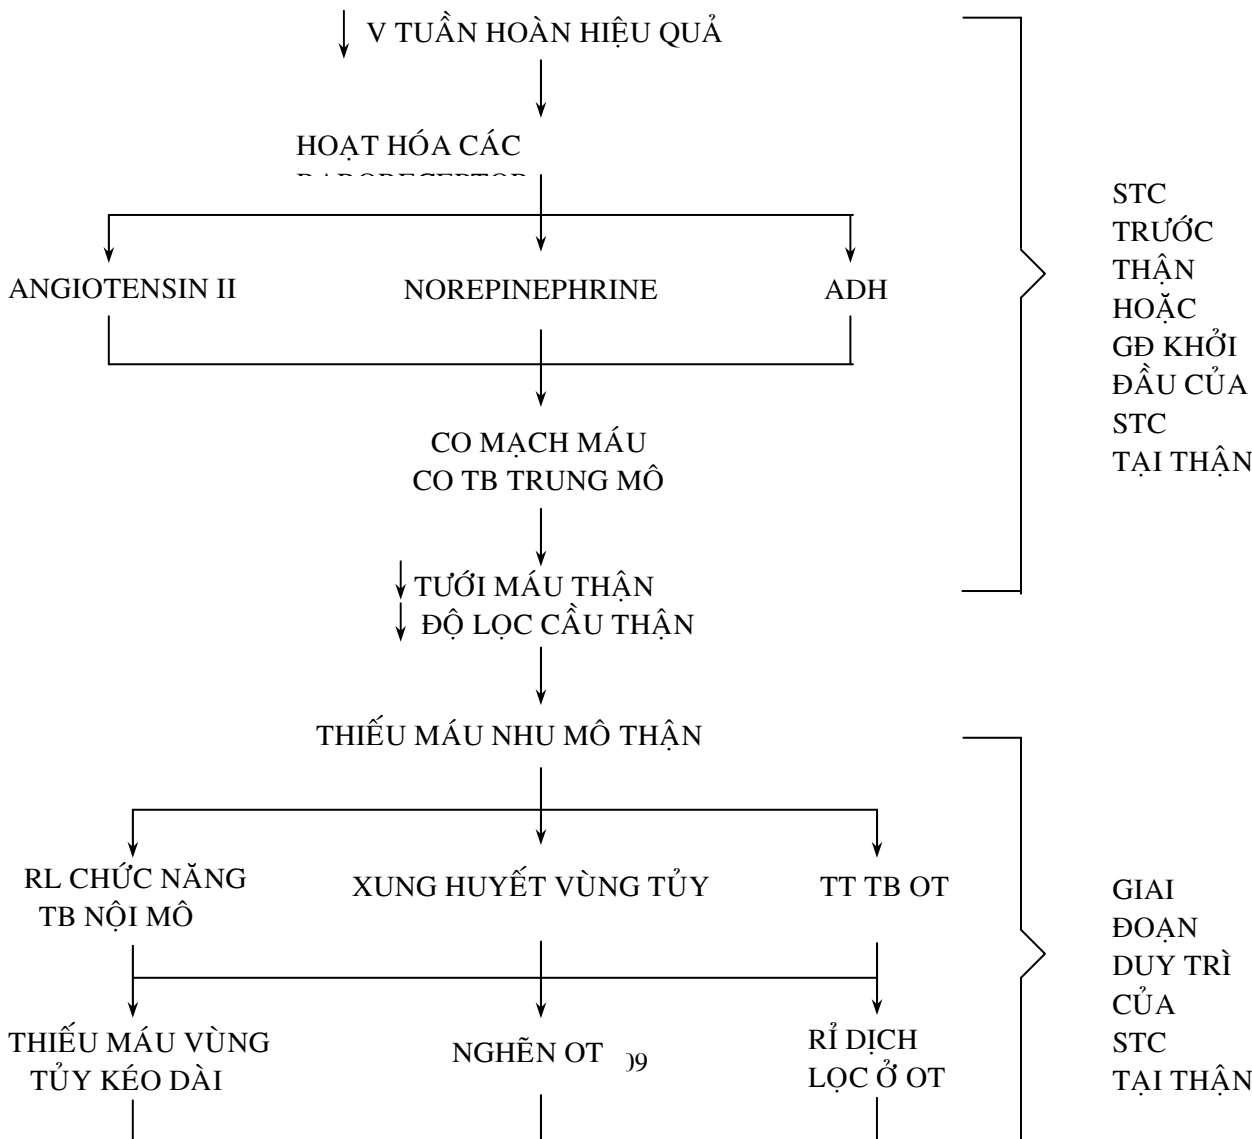 V TUẦN HOÀN HIỆU QUẢ
HOẠT HÓA CÁC
ANGIOTENSIN II
NOREPINEPHRINE
ADH
CO MẠCH MÁU
CO TB TRUNG MÔ
TƯỚI MÁU THẬN
ĐỘ LỌC CẦU THẬN
STC
TRƯỚC
THẬN
HOẶC
GĐ KHỞI
ĐẦU CỦA
STC
TẠI THẬN
THIẾU MÁU NHU MÔ THẬN
RL CHỨC NĂNG
TB NỘI MÔ
XUNG HUYẾT VÙNG TỦY
TT TB OT
THIẾU MÁU VÙNG
TỦY KÉO DÀI
NGHẼN OT
RỈ DỊCH
LỌC Ở OT
GIAI
ĐOẠN
DUY TRÌ
CỦA
STC
TẠI THẬN